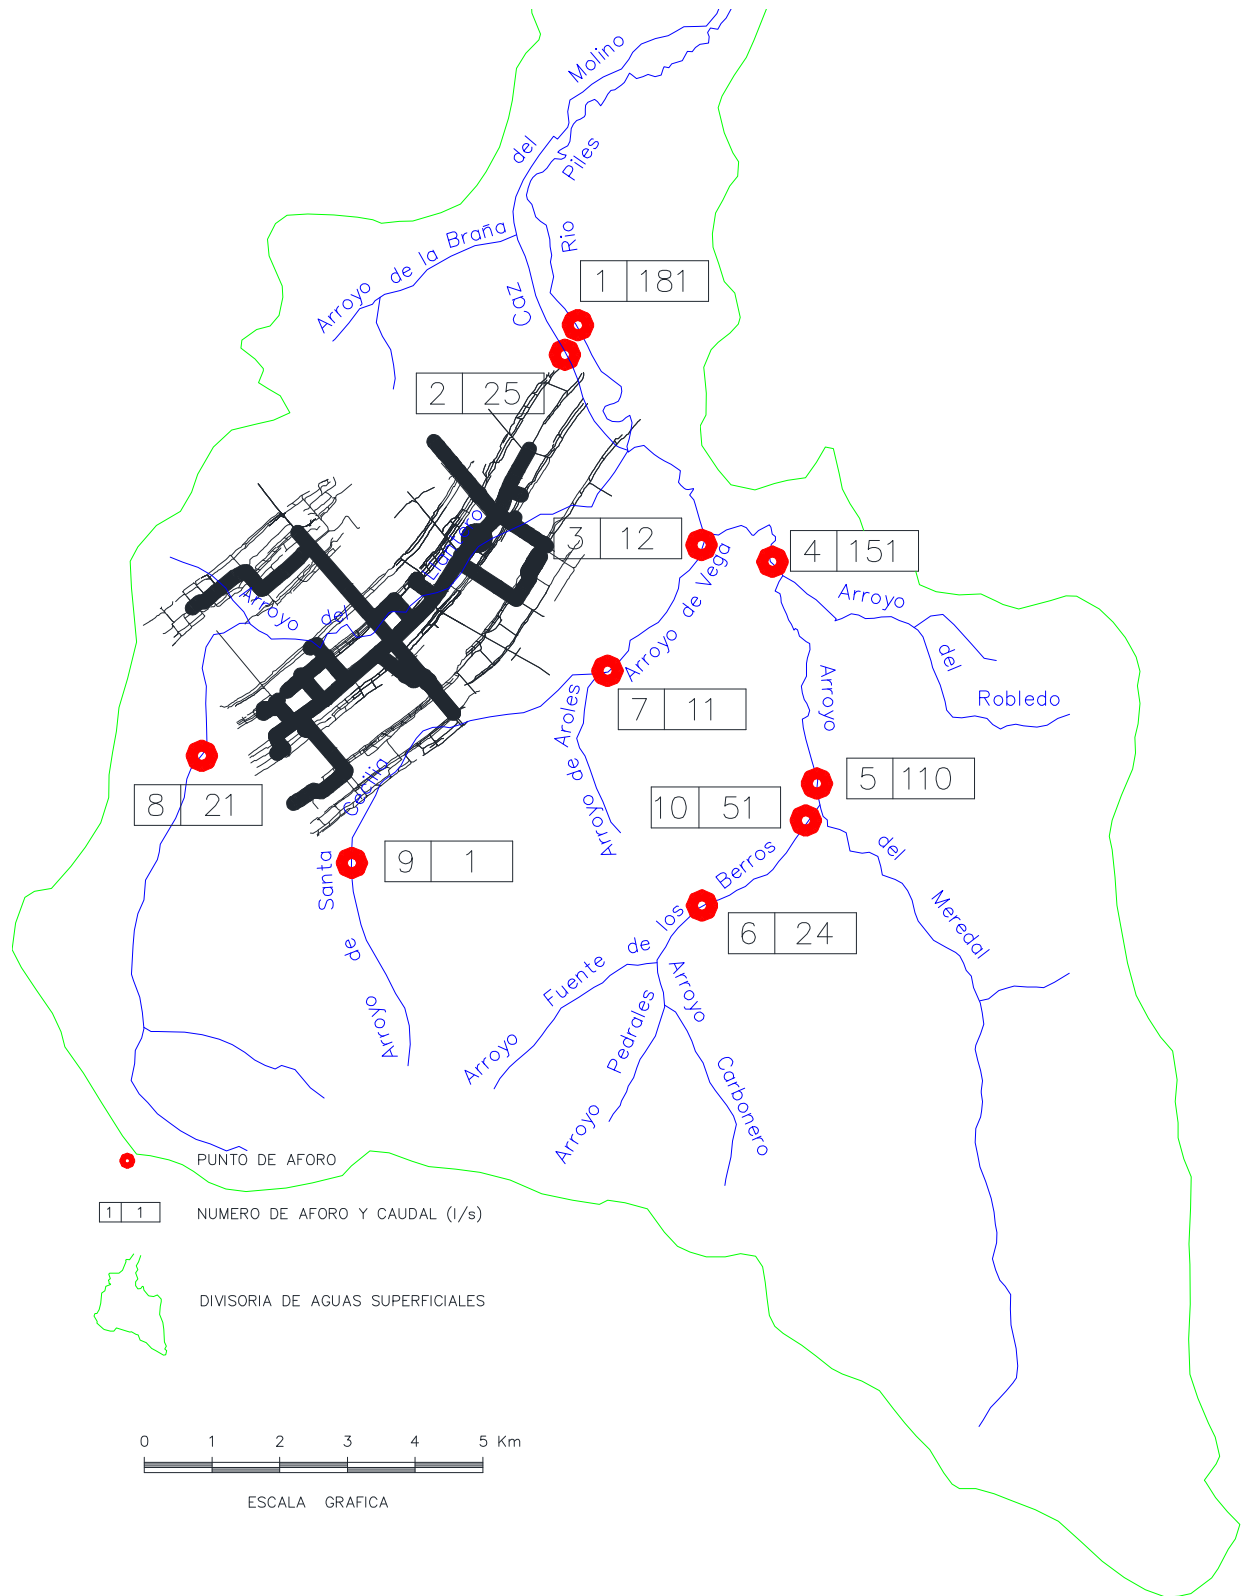 Molino
del
Piles
Rio
Arroyo de la Braña
Caz
1 181
2 25
3 12
4 151
Llantero
Arroyo
del
Arroyo de Vega
Arroyo
del
Robledo
Arroyo
7 11
Arroyo de Aroles
8 21
Cecilia
5 110
10 51
del
Meredal
9 1
Santa
de
Arroyo
Berros
los
de
Fuente
Arroyo
6 24
Arroyo
Carbonero
Pedrales
Arroyo
PUNTO DE AFORO
1 1 NUMERO DE AFORO Y CAUDAL (l/s)
DIVISORIA DE AGUAS SUPERFICIALES
0 1 2 3 4 5 Km
ESCALA GRAFICA